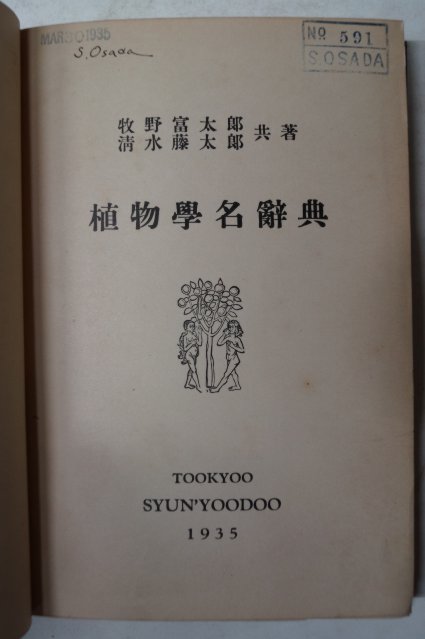 MAR 30 1935
S. Osada
No 591
S. OSADA
牧野富太郎
清水藤太郎 共著
植物學名辭典
TOOKYOO
SYUN'YOODOO
1935